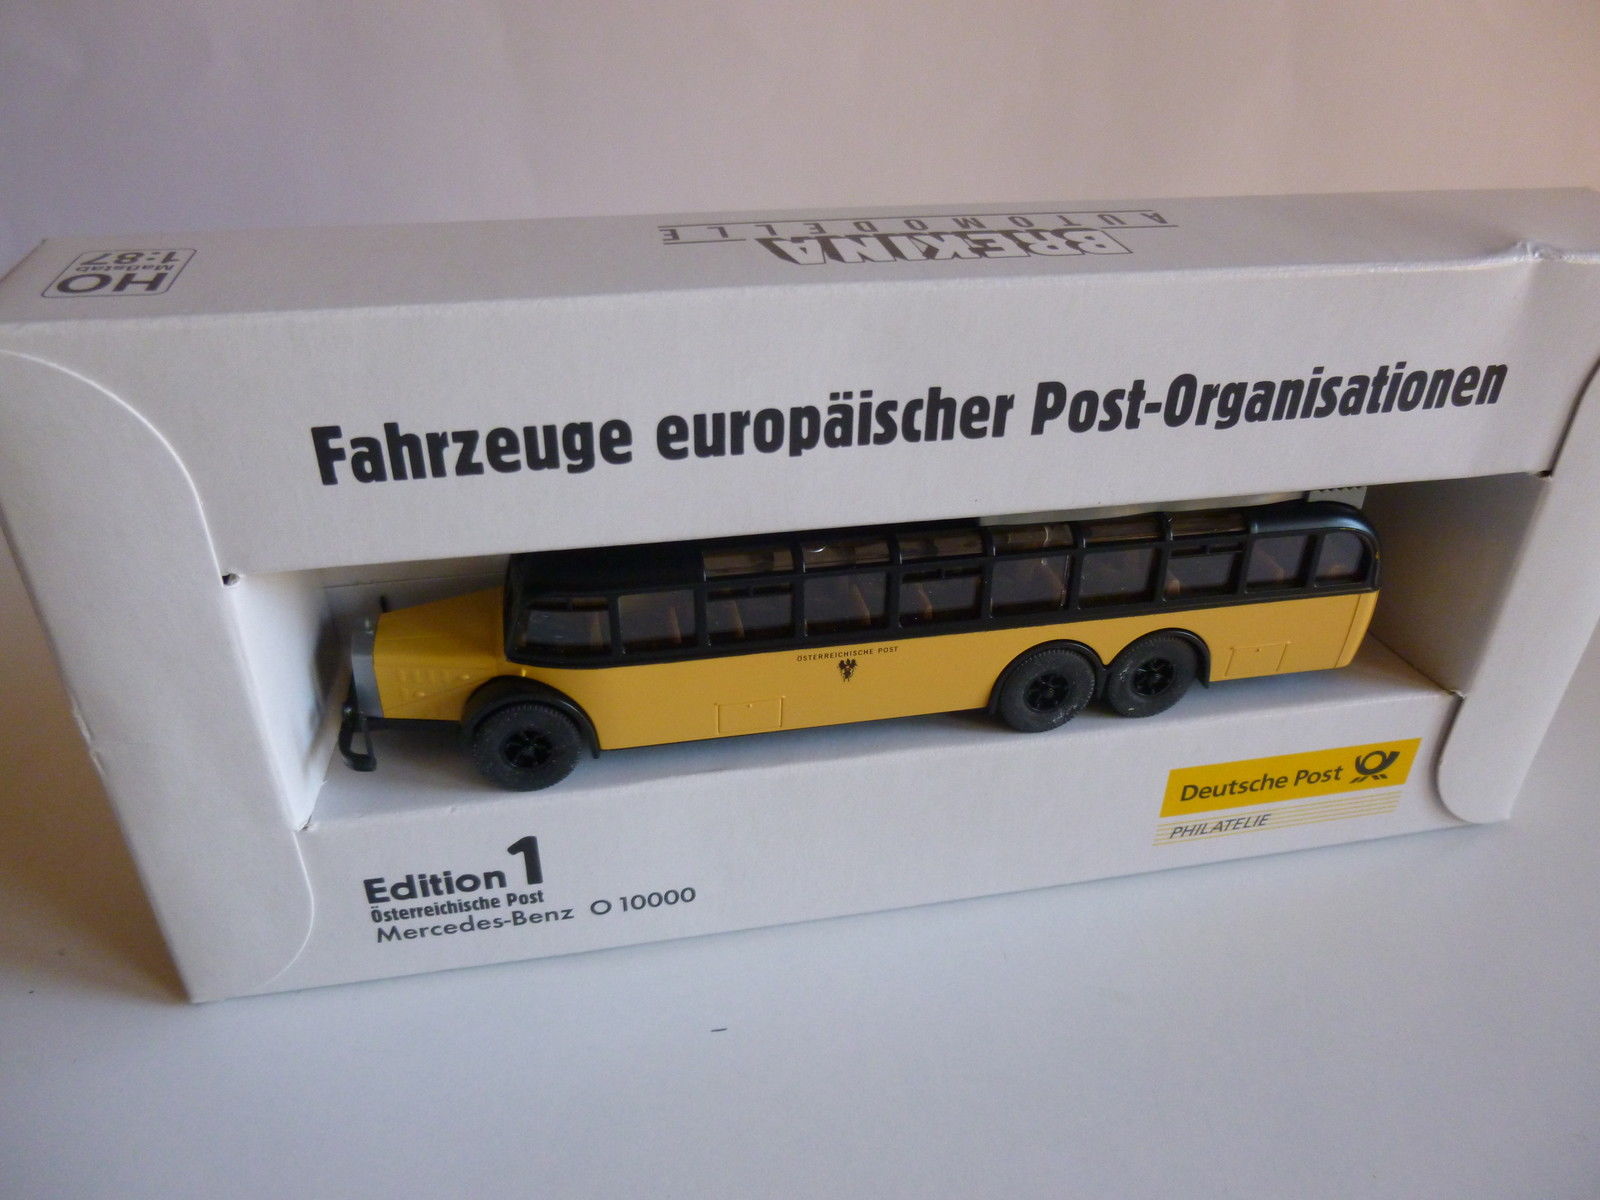 BREKINA
AUTOMODELLE
HO
Maßstab
1:87
Fahrzeuge europäischer Post-Organisationen
ÖSTERREICHISCHE POST
Deutsche Post
PHILATELIE
Edition 1
Österreichische Post
Mercedes-Benz O 10000